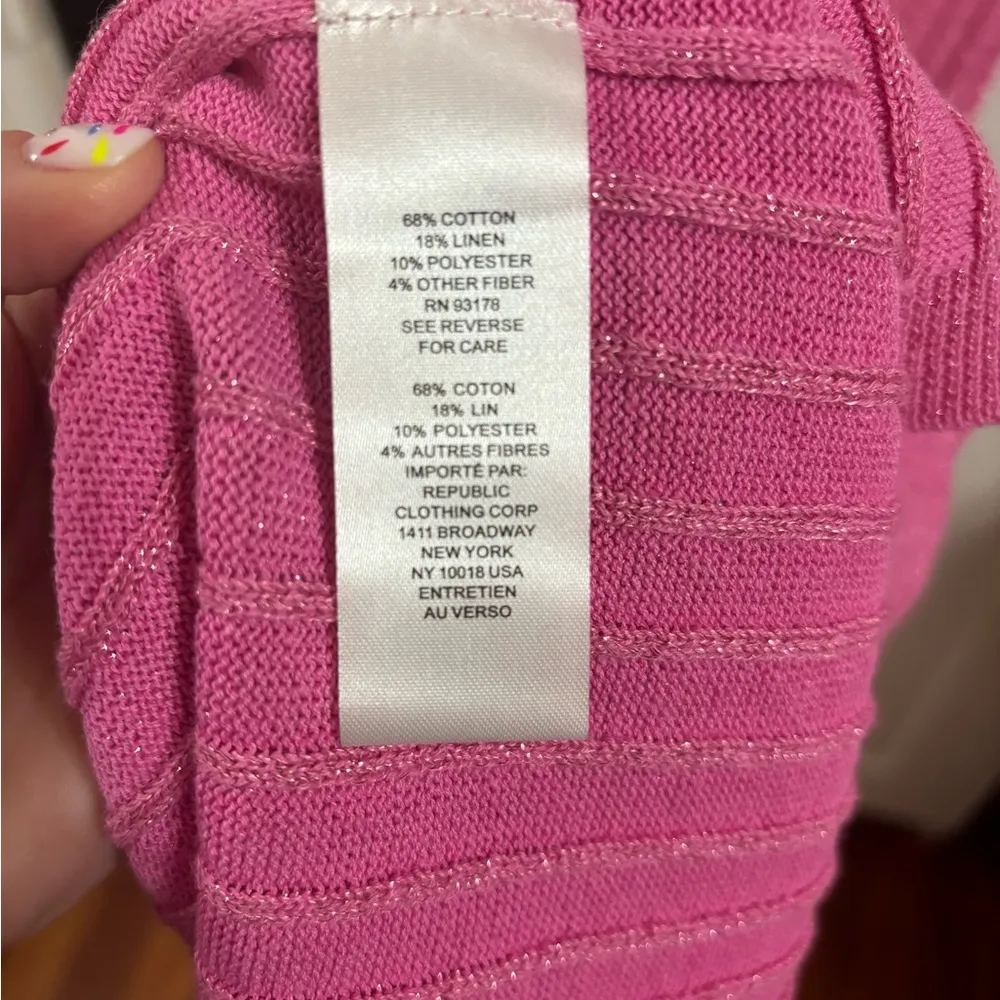 68% COTTON
18% LINEN
10% POLYESTER
4% OTHER FIBER
RN 93178
SEE REVERSE
FOR CARE
68% COTON
18% LIN
10% POLYESTER
4% AUTRES FIBRES
IMPORTÉ PAR:
REPUBLIC
CLOTHING CORP
1411 BROADWAY
NEW YORK
NY 10018 USA
ENTRETIEN
AU VERSO